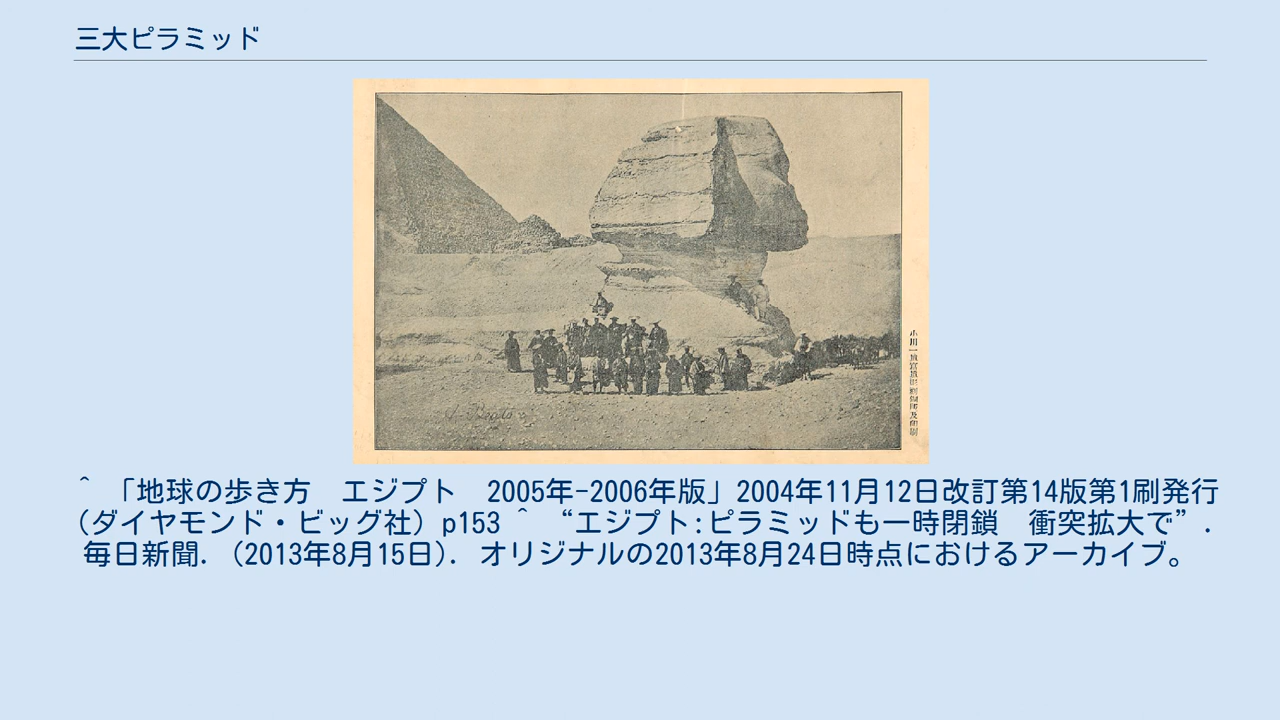 三大ピラミッド
^ 「地球の歩き方　エジプト　2005年-2006年版」2004年11月12日改訂第14版第1刷発行
(ダイヤモンド・ビッグ社) p153 ^ “エジプト:ピラミッドも一時閉鎖　衝突拡大で”.
毎日新聞. (2013年8月15日). オリジナルの2013年8月24日時点におけるアーカイブ。